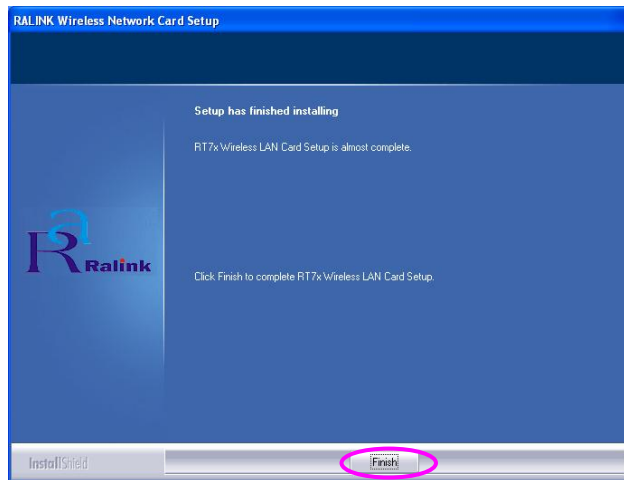 RALINK Wireless Network Card Setup
Setup has finished installing
RT7x Wireless LAN Card Setup is almost complete.
Ralink
Click Finish to complete RT7x Wireless LAN Card Setup.
InstallShield
Finish